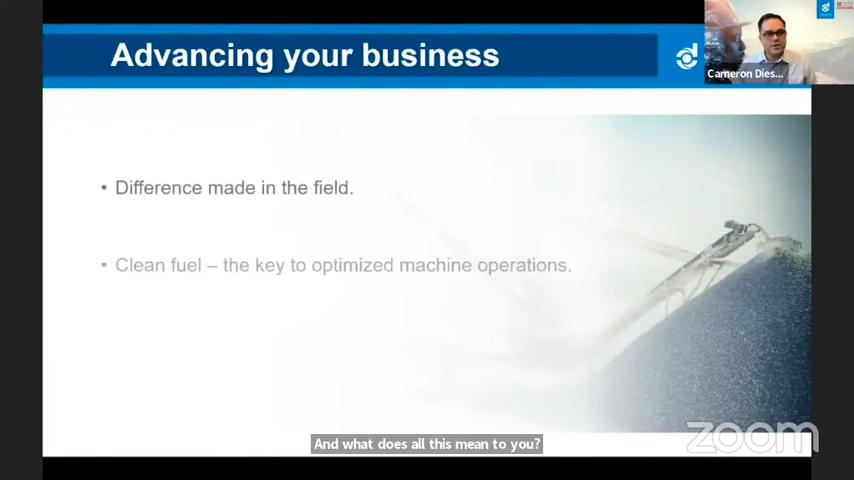 Advancing your business
Cameron Dies...
• Difference made in the field.
• Clean fuel – the key to optimized machine operations.
And what does all this mean to you?
zoom